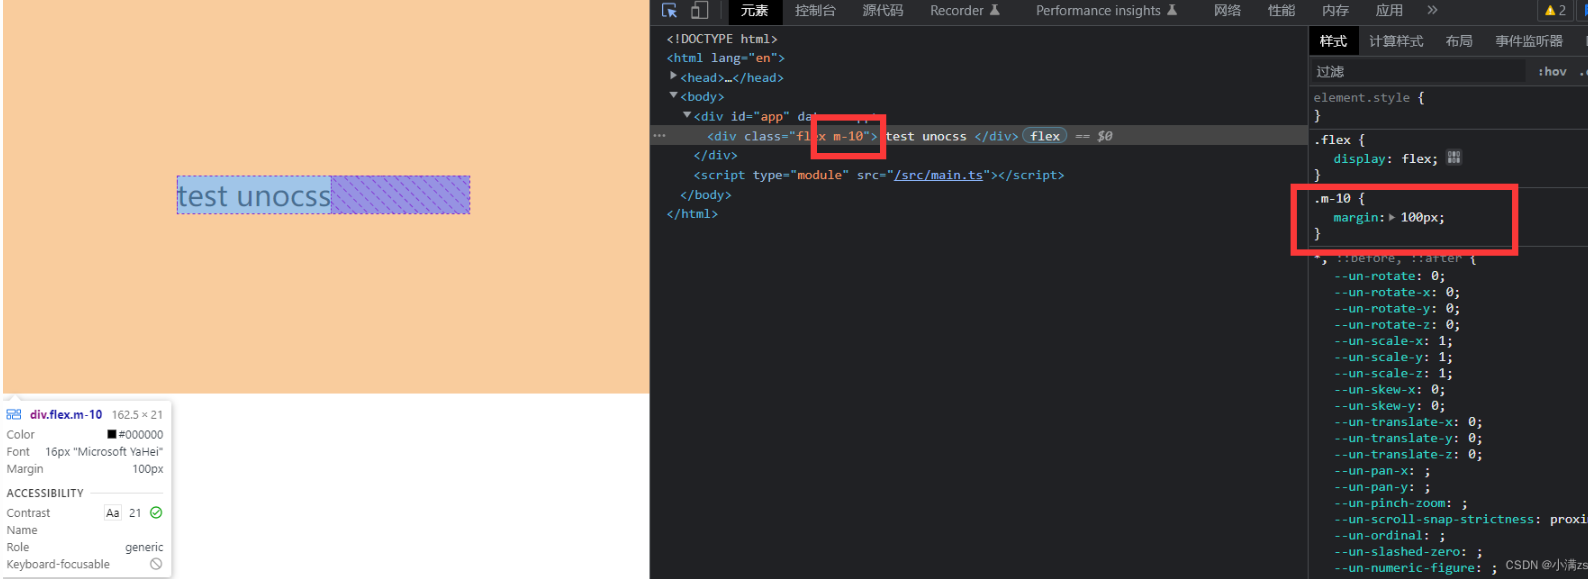 test unocss
div.flex.m-10 162.5 × 21
Color #000000
Font 16px "Microsoft YaHei"
Margin 100px
ACCESSIBILITY
Contrast Aa 21
Name
Role generic
Keyboard-focusable
元素 控制台 源代码 Recorder Performance insights 网络 性能 内存 应用 » 2
<!DOCTYPE html>
<html lang="en">
<head>…</head>
<body>
<div id="app" da
<div class="flex m-10"> test unocss </div> flex == $0
</div>
<script type="module" src="/src/main.ts"></script>
</body>
</html>
样式 计算样式 布局 事件监听器
过滤 :hov
element.style {
}
.flex {
display: flex;
}
.m-10 {
margin: 100px;
}
*, ::before, ::after {
--un-rotate: 0;
--un-rotate-x: 0;
--un-rotate-y: 0;
--un-rotate-z: 0;
--un-scale-x: 1;
--un-scale-y: 1;
--un-scale-z: 1;
--un-skew-x: 0;
--un-skew-y: 0;
--un-translate-x: 0;
--un-translate-y: 0;
--un-translate-z: 0;
--un-pan-x: ;
--un-pan-y: ;
--un-pinch-zoom: ;
--un-scroll-snap-strictness: proxi
--un-ordinal: ;
--un-slashed-zero: ;
--un-numeric-figure: ;
CSDN @小满zs